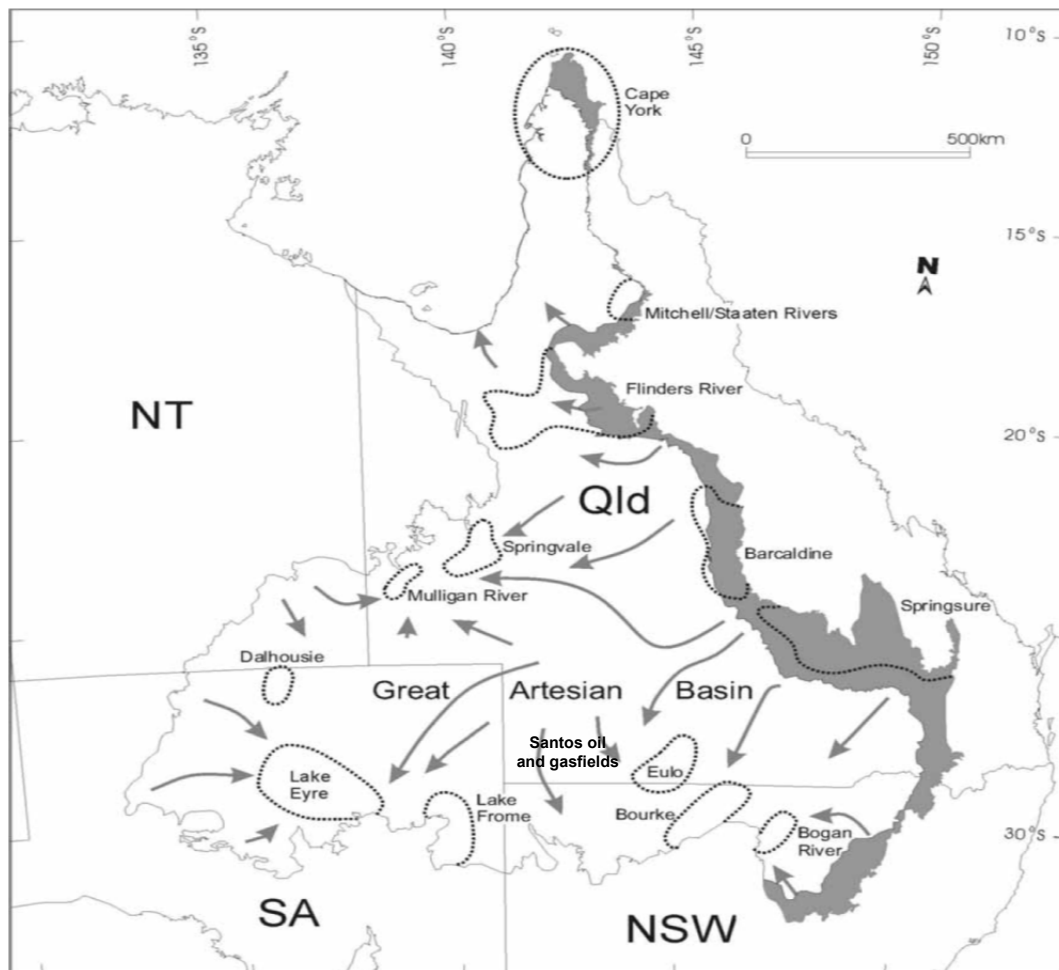 135°S
140°S
145°S
150°S
10°S
Cape
York
0
500km
15°S
N
Mitchell/Staaten Rivers
Flinders River
NT
20°S
Qld
Springvale
Barcaldine
Mulligan River
Springsure
Dalhousie
Great Artesian Basin
Santos oil
and gasfields
Lake
Eyre
Eulo
Lake
Frome
Bourke
Bogan
River
30°S
SA
NSW